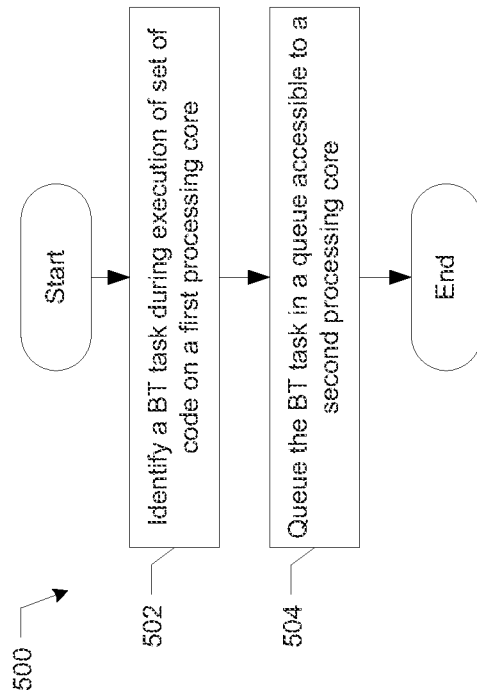 500
Start
502
Identify a BT task during execution of set of
code on a first processing core
504
Queue the BT task in a queue accessible to a
second processing core
End